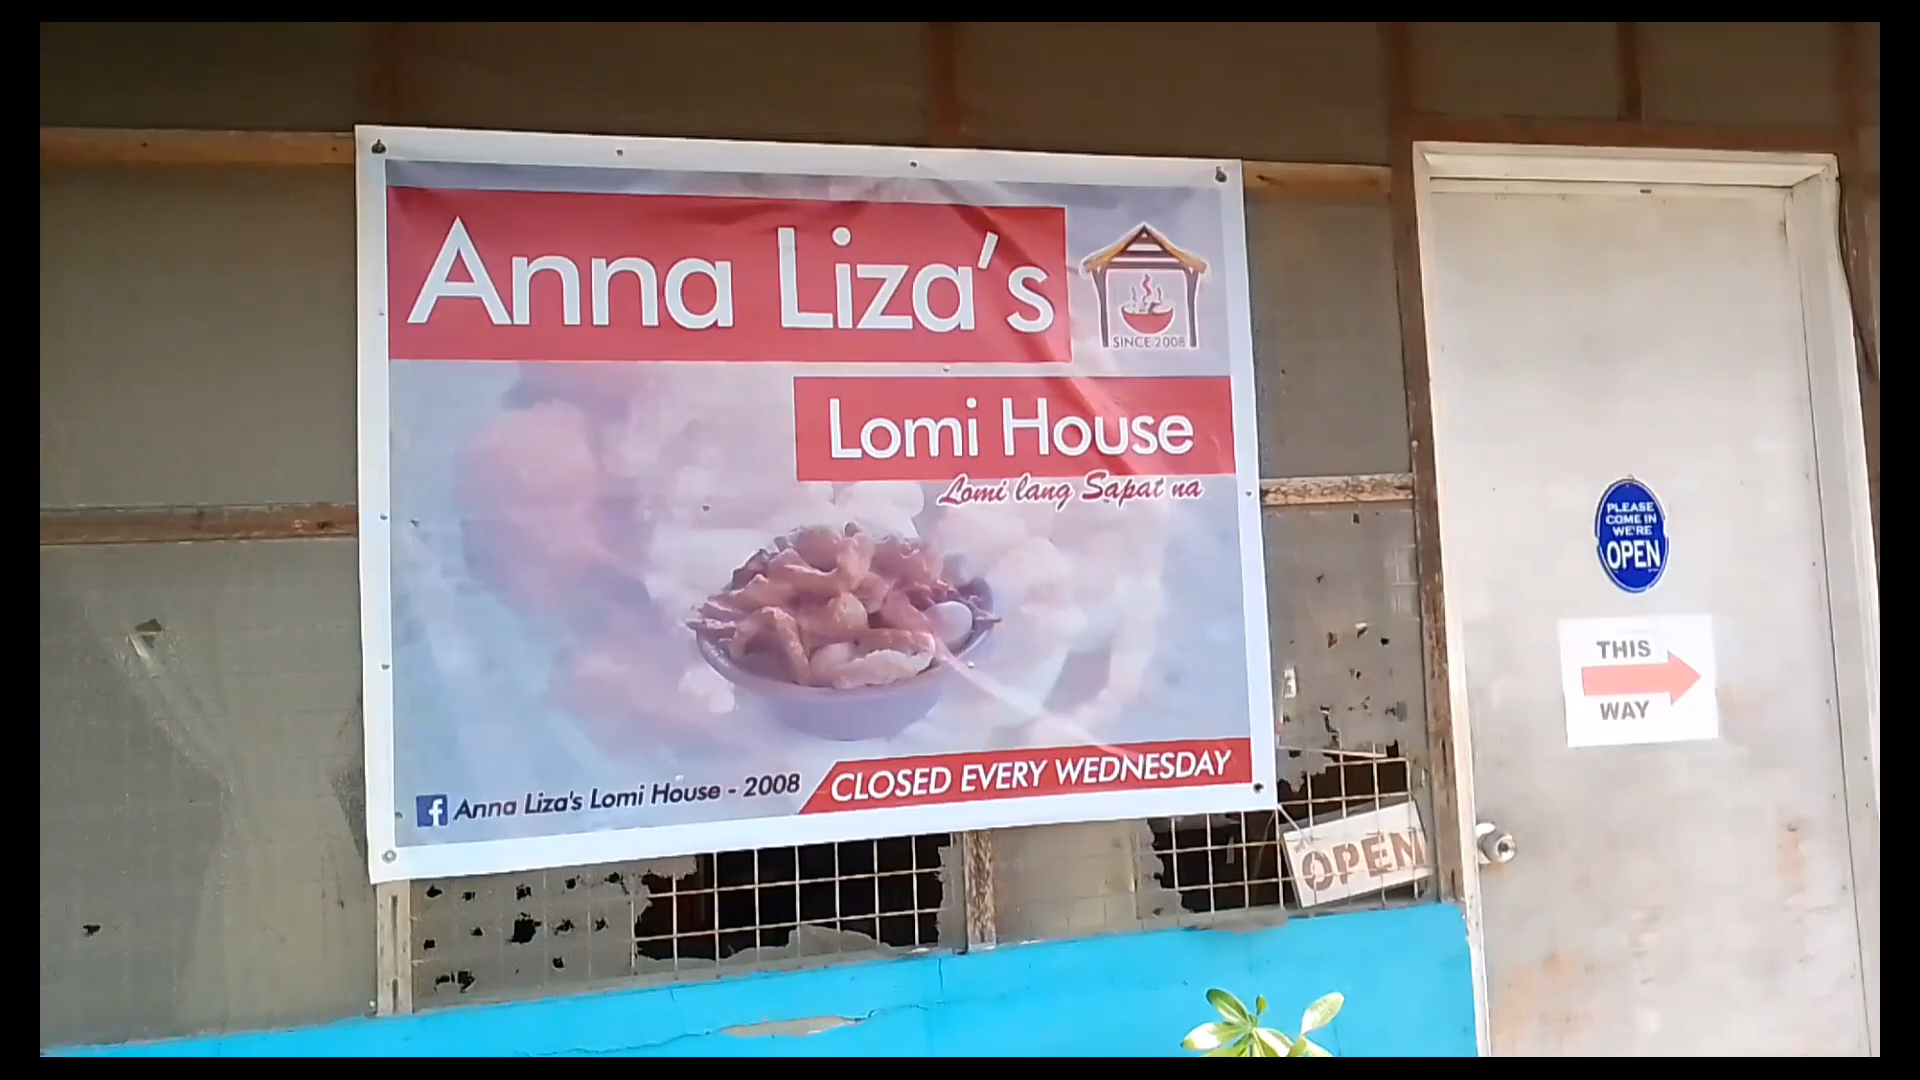 Anna Liza's
SINCE 2008
Lomi House
Lomi lang Sapat na
f Anna Liza's Lomi House - 2008
CLOSED EVERY WEDNESDAY
PLEASE
COME IN
WE'RE
OPEN
THIS
WAY
OPEN